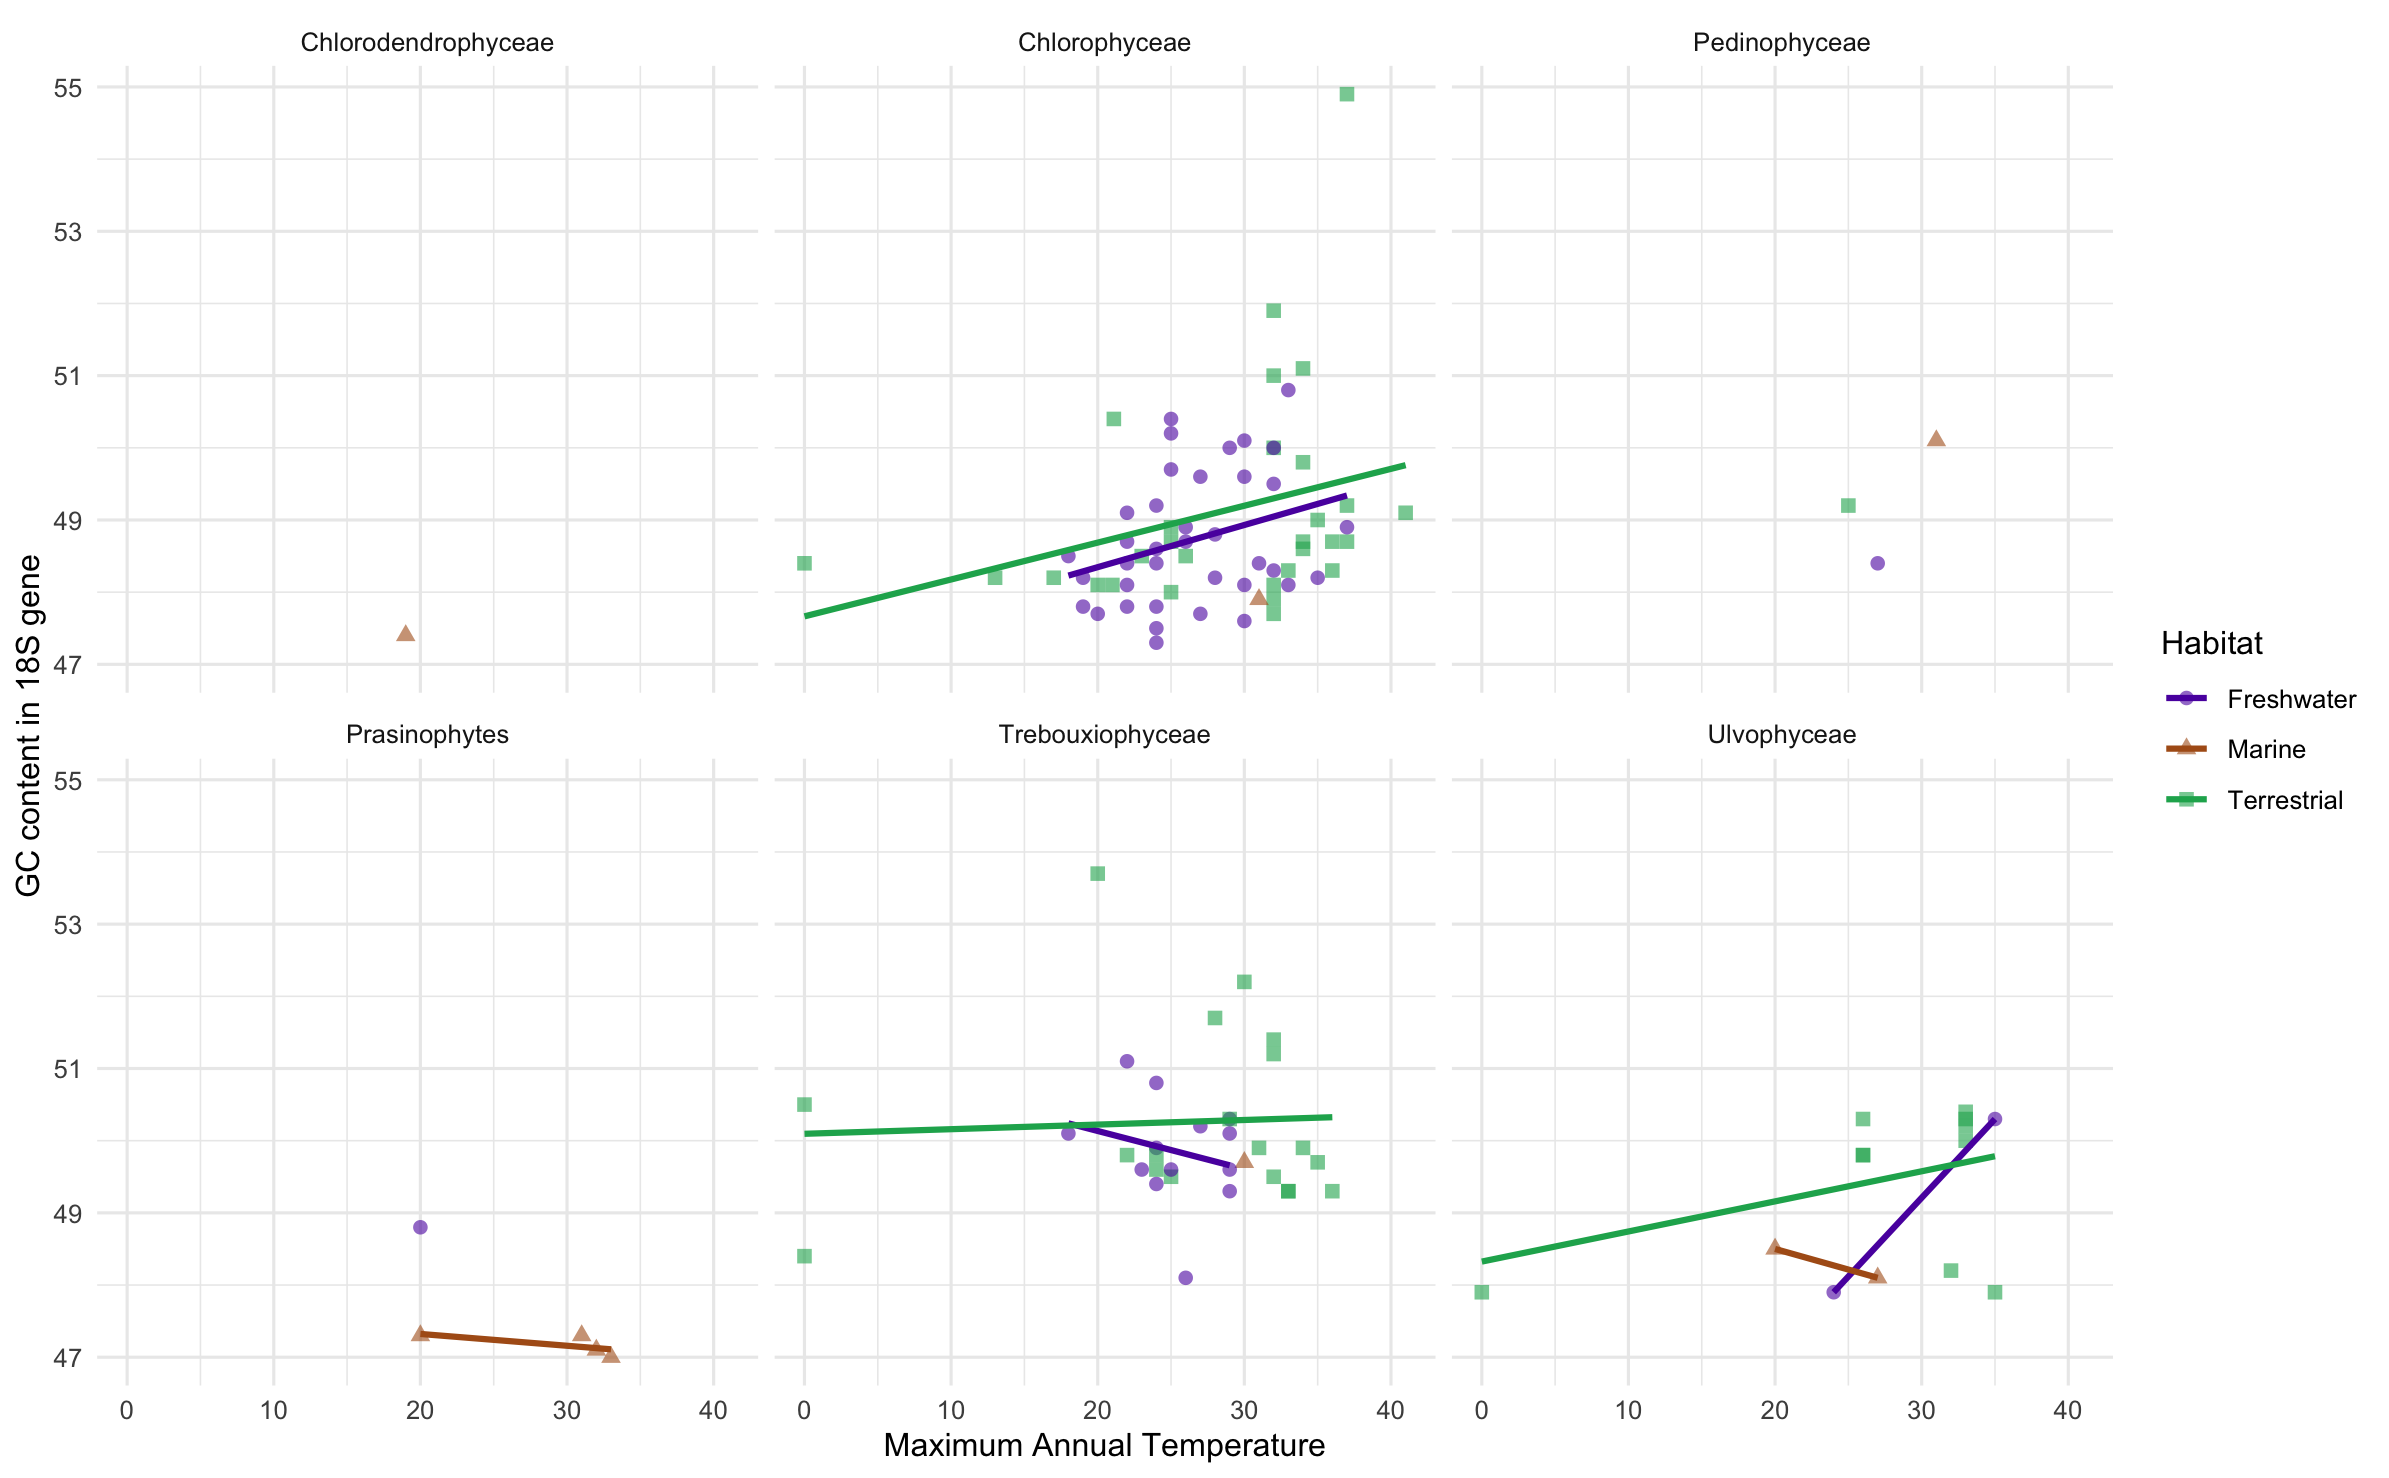 Chlorodendrophyceae
Chlorophyceae
Pedinophyceae
55
53
51
49
47
Prasinophytes
Trebouxiophyceae
Ulvophyceae
55
53
51
49
47
0 10 20 30 40
0 10 20 30 40
0 10 20 30 40
Maximum Annual Temperature
GC content in 18S gene
Habitat
Freshwater
Marine
Terrestrial